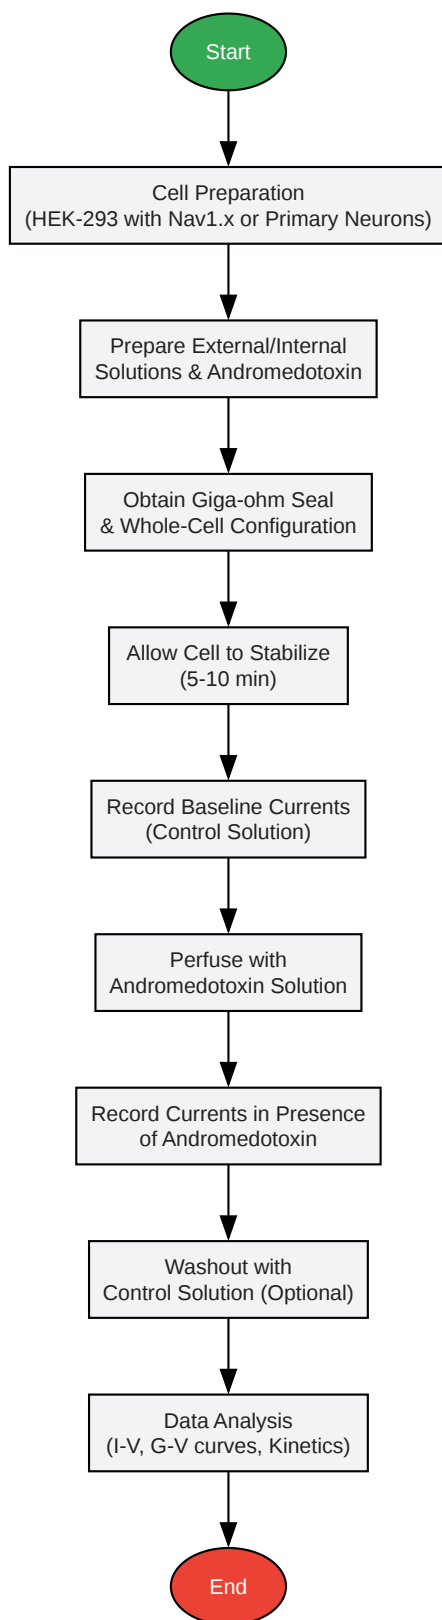 Start
Cell Preparation
(HEK-293 with Nav1.x or Primary Neurons)
Prepare External/Internal
Solutions & Andromedotoxin
Obtain Giga-ohm Seal
& Whole-Cell Configuration
Allow Cell to Stabilize
(5-10 min)
Record Baseline Currents
(Control Solution)
Perfuse with
Andromedotoxin Solution
Record Currents in Presence
of Andromedotoxin
Washout with
Control Solution (Optional)
Data Analysis
(I-V, G-V curves, Kinetics)
End